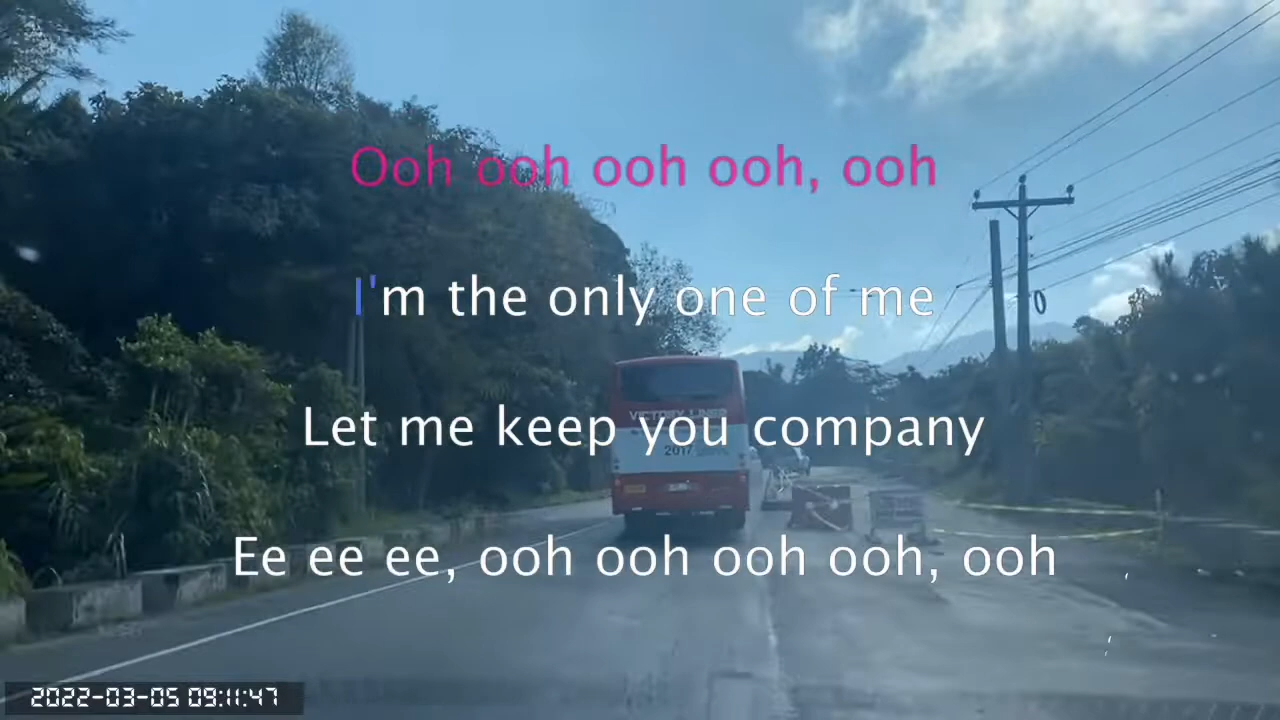 Ooh ooh ooh ooh, ooh
I'm the only one of me
VICTORY LINER
Let me keep you company
2017
Ee ee ee, ooh ooh ooh ooh, ooh
2022-03-05 09:11:47